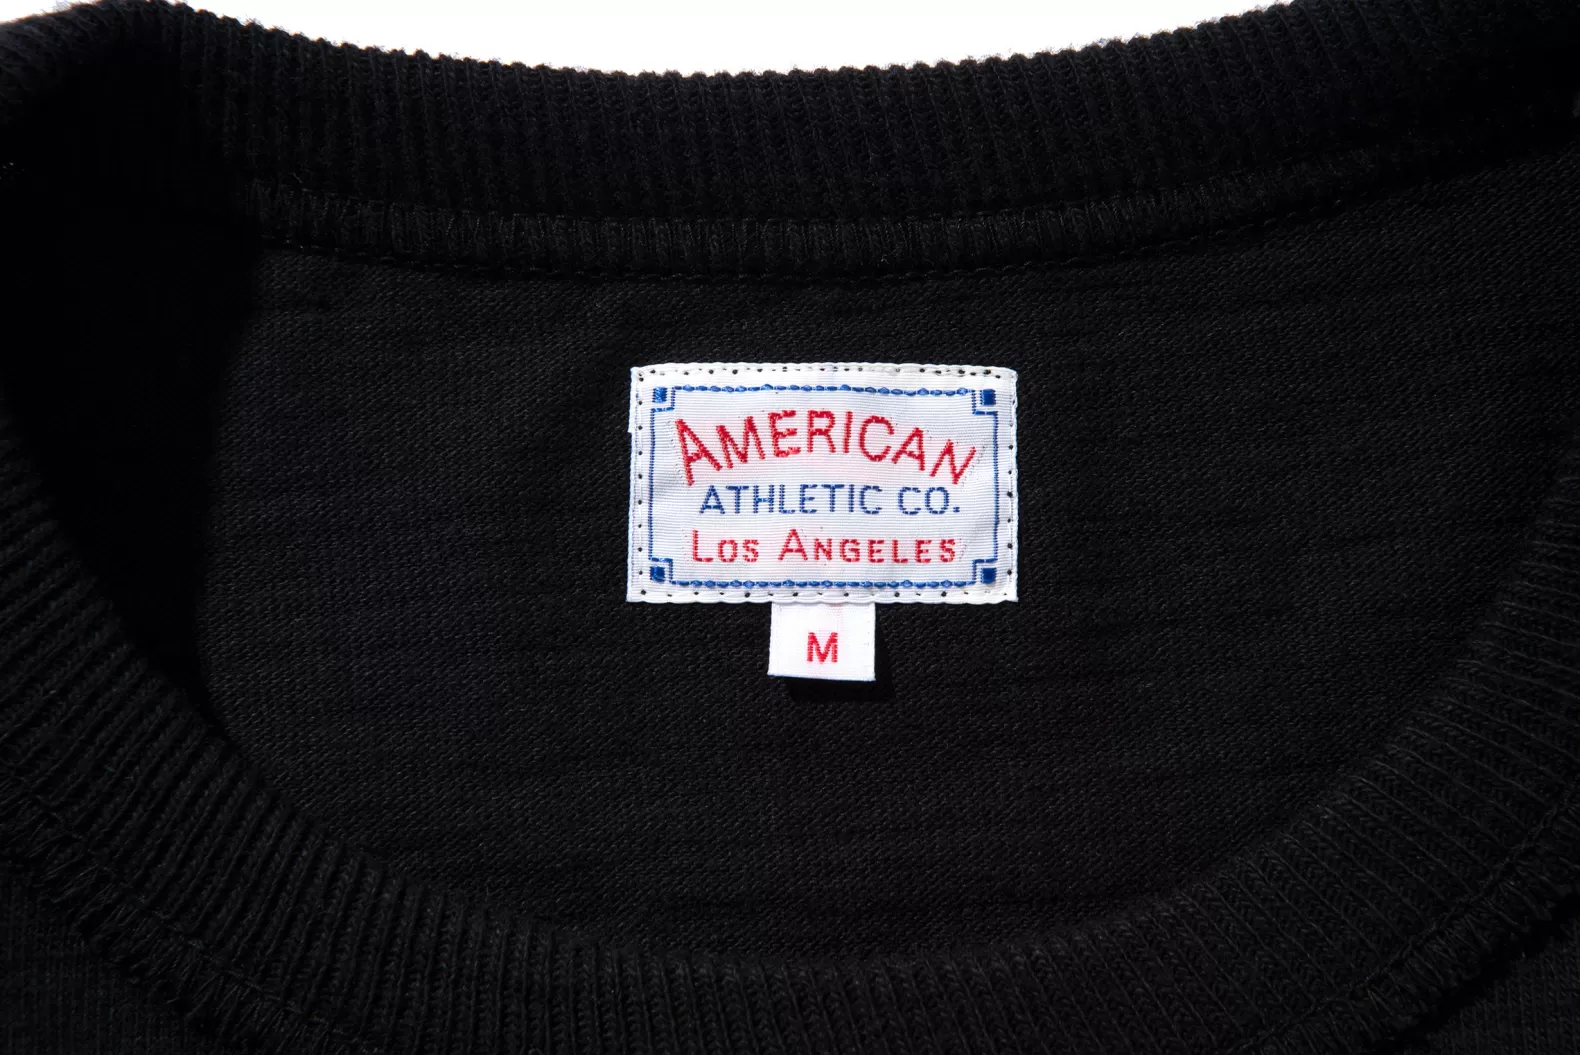 AMERICAN
ATHLETIC CO.
LOS ANGELES
M